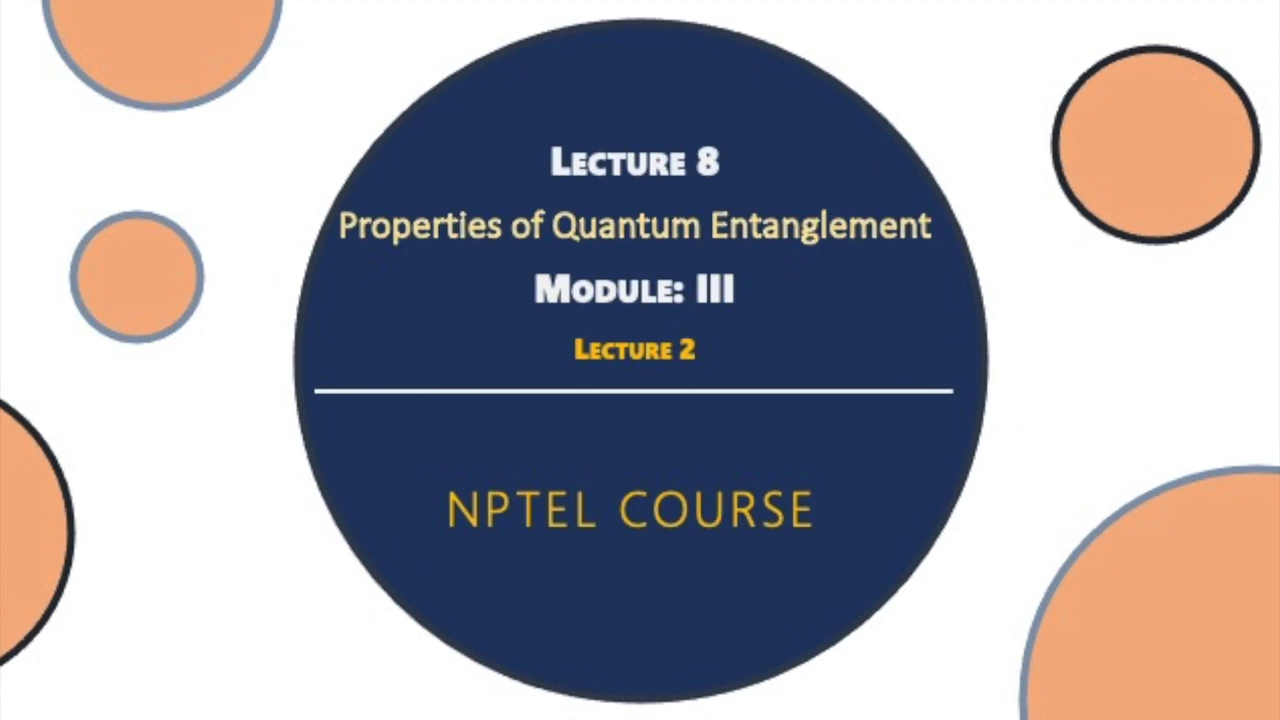 Lecture 8
Properties of Quantum Entanglement
Module: III
Lecture 2
NPTEL COURSE